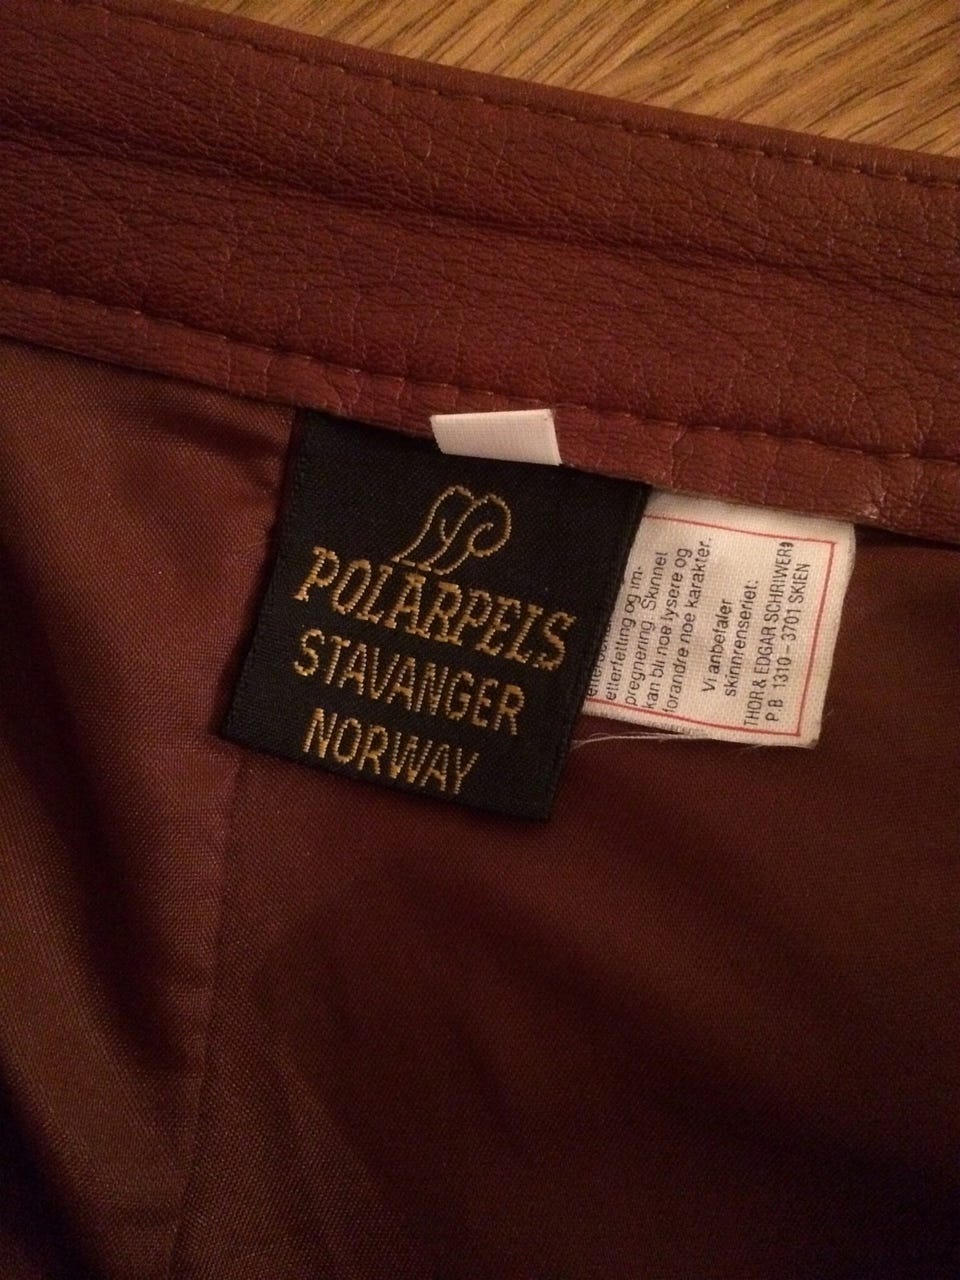 POLARPELS
STAVANGER
NORWAY
etterfetting og im-
pregnering. Skinnet
kan bli noe lysere og
forandre noe karakter.
Vi anbefaler
skinnrenseriet:
THOR & EDGAR SCHRIWER
P.B 1310 - 3701 SKIEN